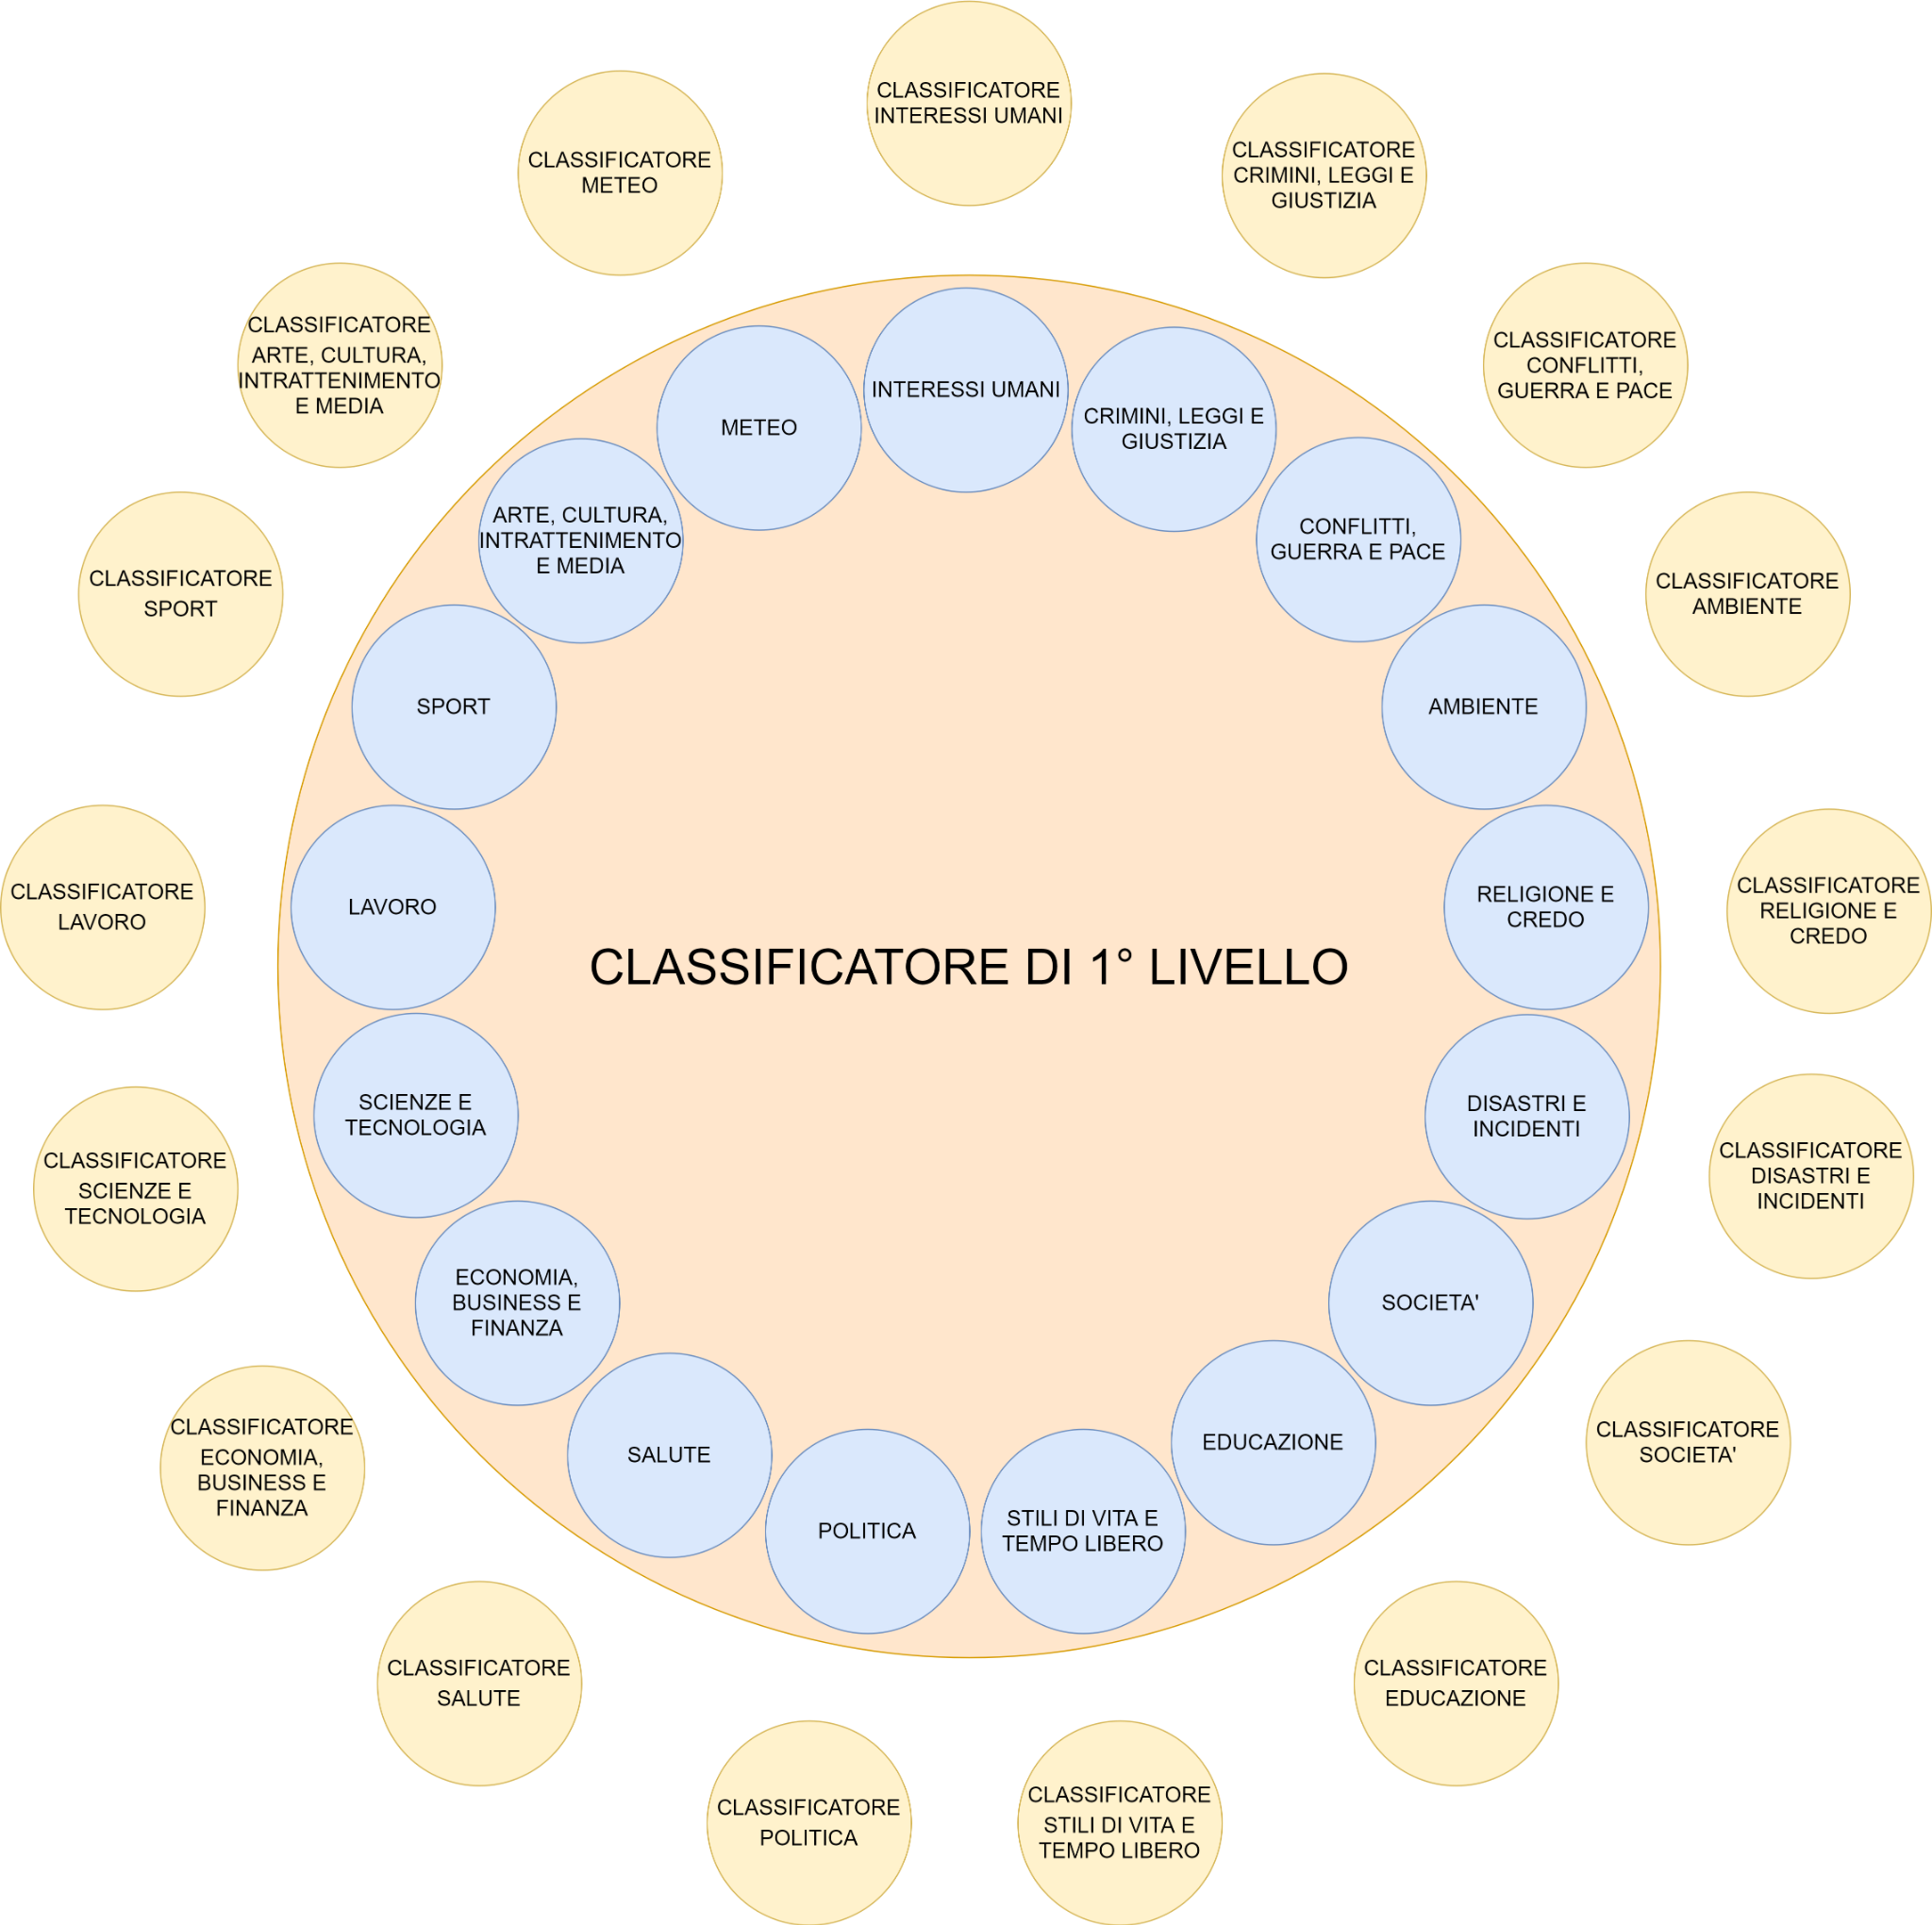 CLASSIFICATORE
INTERESSI UMANI
CLASSIFICATORE
CRIMINI, LEGGI E
GIUSTIZIA
CLASSIFICATORE
CONFLITTI,
GUERRA E PACE
CLASSIFICATORE
AMBIENTE
CLASSIFICATORE
RELIGIONE E
CREDO
CLASSIFICATORE
DISASTRI E
INCIDENTI
CLASSIFICATORE
SOCIETA'
CLASSIFICATORE
EDUCAZIONE
CLASSIFICATORE
STILI DI VITA E
TEMPO LIBERO
CLASSIFICATORE
POLITICA
CLASSIFICATORE
SALUTE
CLASSIFICATORE
ECONOMIA,
BUSINESS E
FINANZA
CLASSIFICATORE
SCIENZE E
TECNOLOGIA
CLASSIFICATORE
LAVORO
CLASSIFICATORE
SPORT
CLASSIFICATORE
ARTE, CULTURA,
INTRATTENIMENTO
E MEDIA
CLASSIFICATORE
METEO
INTERESSI UMANI
CRIMINI, LEGGI E
GIUSTIZIA
CONFLITTI,
GUERRA E PACE
AMBIENTE
RELIGIONE E
CREDO
DISASTRI E
INCIDENTI
SOCIETA'
EDUCAZIONE
STILI DI VITA E
TEMPO LIBERO
POLITICA
SALUTE
ECONOMIA,
BUSINESS E
FINANZA
SCIENZE E
TECNOLOGIA
LAVORO
SPORT
ARTE, CULTURA,
INTRATTENIMENTO
E MEDIA
METEO
CLASSIFICATORE DI 1° LIVELLO